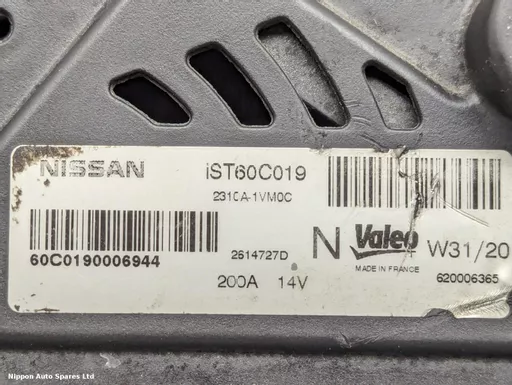 NISSAN
iST60C019
2310A-1VM0C
60C0190006944
2614727D
N
Valeo
W31/20
MADE IN FRANCE
200A 14V
620006365
Nippon Auto Spares Ltd